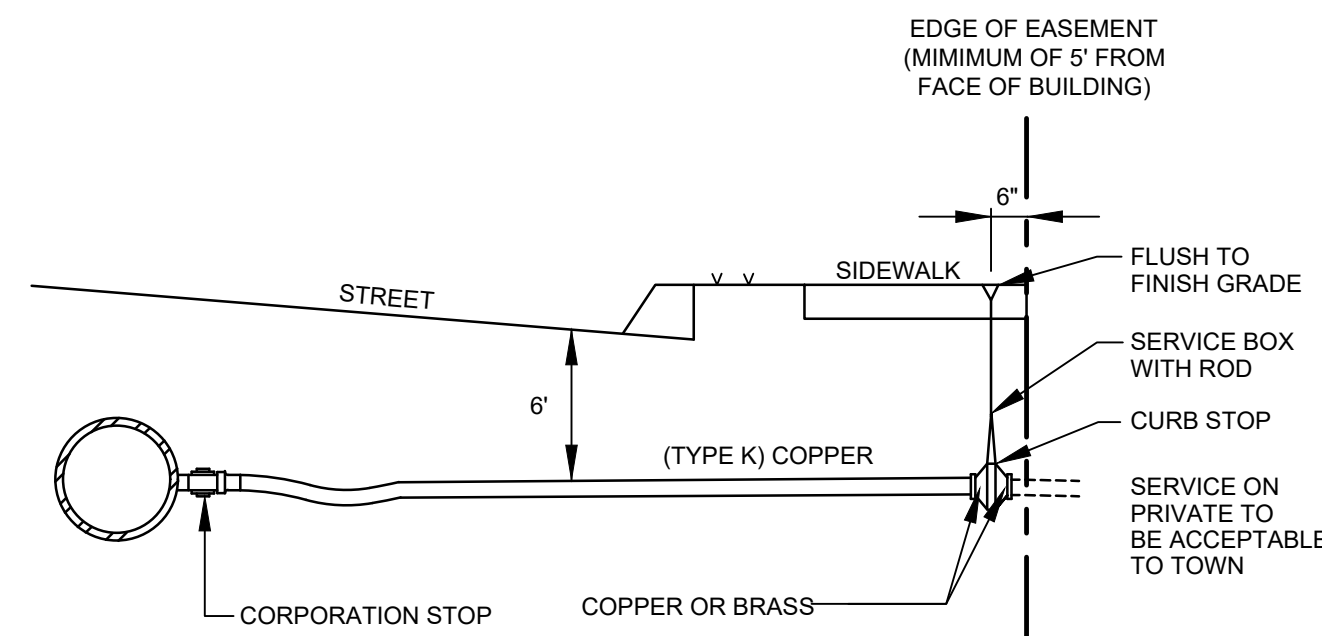 EDGE OF EASEMENT
(MIMIMUM OF 5' FROM
FACE OF BUILDING)
6"
FLUSH TO
FINISH GRADE
SIDEWALK
STREET
SERVICE BOX
WITH ROD
6'
CURB STOP
(TYPE K) COPPER
SERVICE ON
PRIVATE TO
BE ACCEPTABLE
TO TOWN
COPPER OR BRASS
CORPORATION STOP